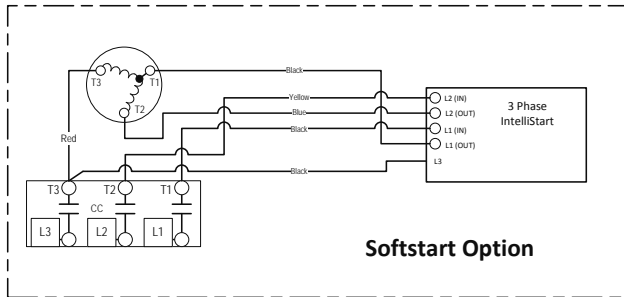 T3
T1
T2
Black
Yellow
Blue
Black
Black
Red
L2 (IN)
L2 (OUT)
L1 (IN)
L1 (OUT)
L3
3 Phase
IntelliStart
T3
T2
T1
CC
L3
L2
L1
Softstart Option